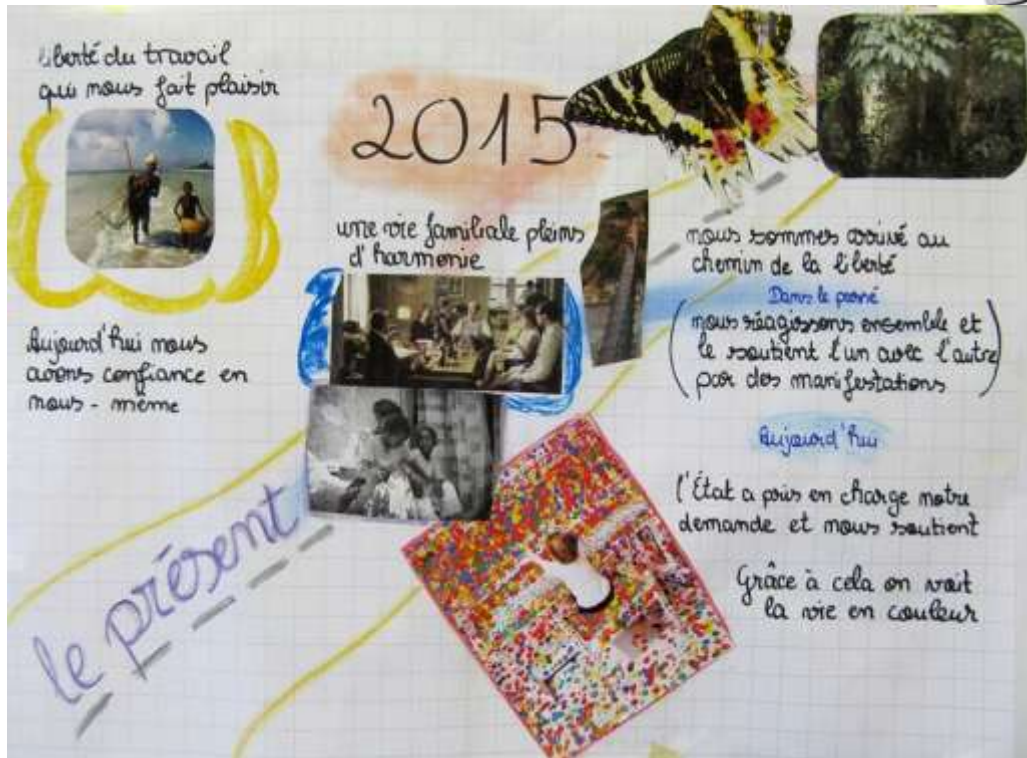 liberté du travail
qui nous fait plaisir
2015
une vie familiale pleins
d'harmonie
Aujourd'hui nous
avons confiance en
nous-même
nous sommes arrivé au
chemin de la liberté
Dans le passé
(nous réagissons ensemble et
le soutient l'un avec l'autre
par des manifestations)
Aujourd'hui
l'État a pris en charge notre
demande et nous soutient
Grâce à cela on voit
la vie en couleur
le présent